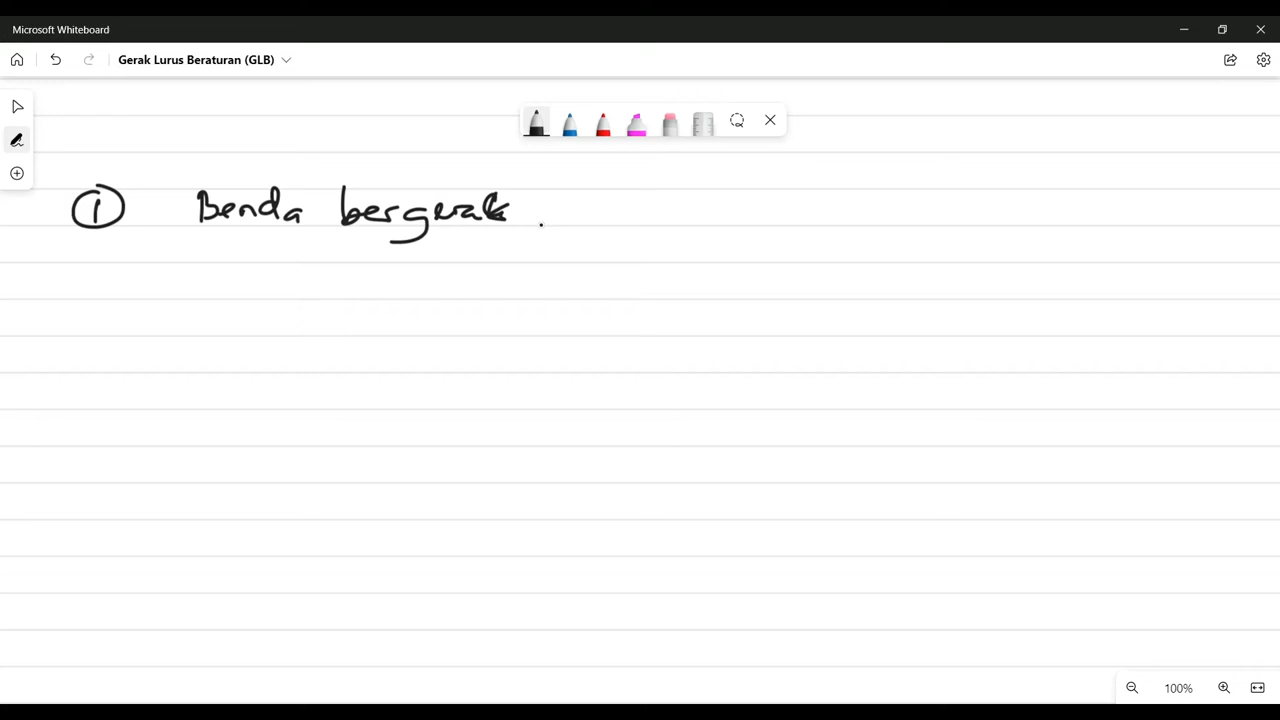 Microsoft Whiteboard
Gerak Lurus Beraturan (GLB)
① Benda bergerak
100%